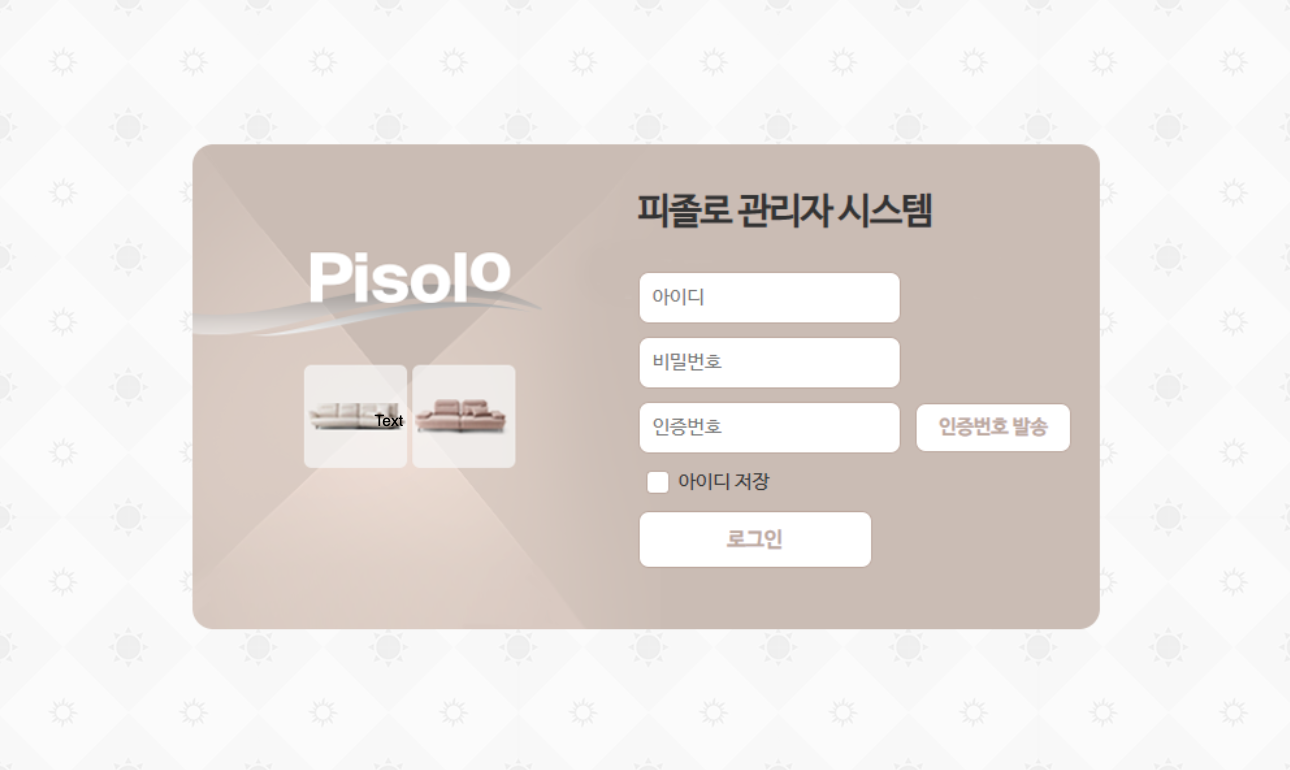 Pisolo
Text
피졸로 관리자 시스템
아이디
비밀번호
인증번호
인증번호 발송
아이디 저장
로그인